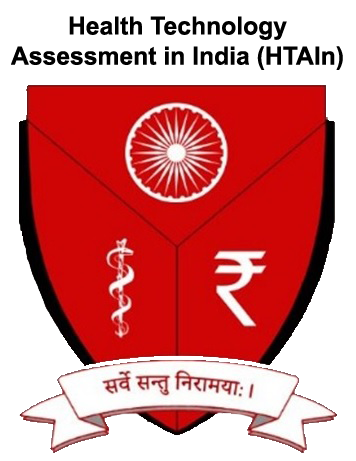 Health Technology
Assessment in India (HTAIn)
₹
सर्वे सन्तु निरामयाः।